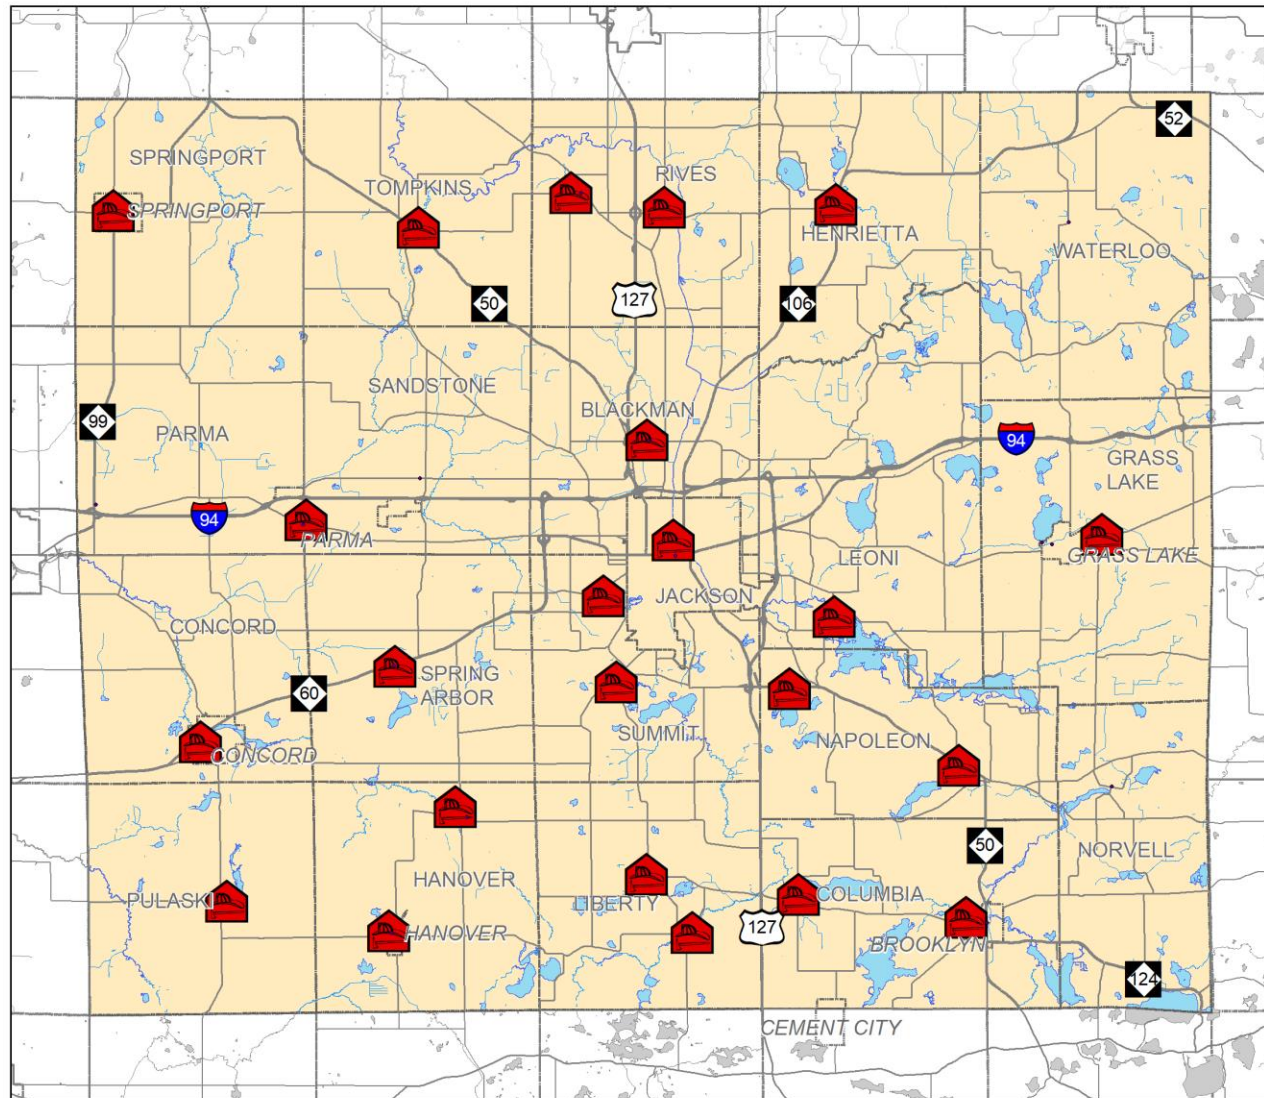 52
SPRINGPORT
TOMPKINS
RIVES
SPRINGPORT
HENRIETTA
WATERLOO
50
127
106
SANDSTONE
BLACKMAN
99
PARMA
94
GRASS
LAKE
94
PARMA
GRASS LAKE
LEONI
JACKSON
CONCORD
SPRING
ARBOR
60
SUMMIT
NAPOLEON
CONCORD
50
NORVELL
HANOVER
PULASKI
LIBERTY
COLUMBIA
HANOVER
127
BROOKLYN
124
CEMENT CITY